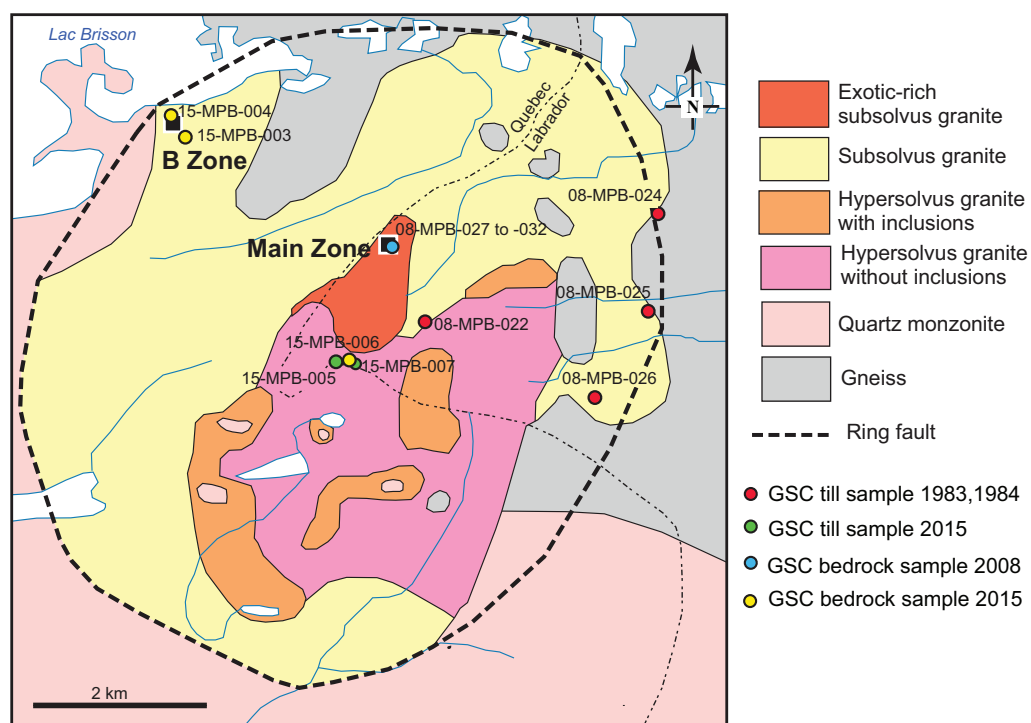 Lac Brisson
15-MPB-004
15-MPB-003
B Zone
Quebec
Labrador
N
08-MPB-024
08-MPB-027 to -032
Main Zone
08-MPB-025
08-MPB-022
15-MPB-006
15-MPB-007
15-MPB-005
08-MPB-026
2 km
Exotic-rich
subsolvus granite
Subsolvus granite
Hypersolvus granite
with inclusions
Hypersolvus granite
without inclusions
Quartz monzonite
Gneiss
Ring fault
GSC till sample 1983,1984
GSC till sample 2015
GSC bedrock sample 2008
GSC bedrock sample 2015